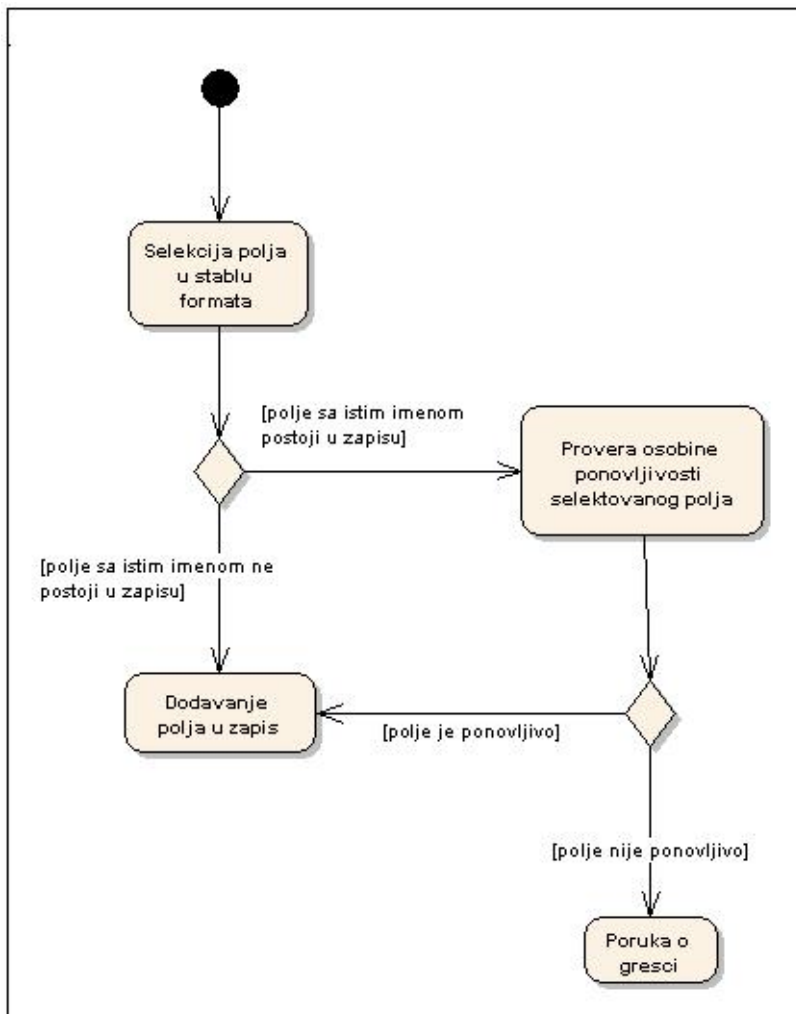 Selekcija polja
u stablu
formata
[polje sa istim imenom
postoji u zapisu]
Provera osobine
ponovljivosti
selektovanog polja
[polje sa istim imenom ne
postoji u zapisu]
Dodavanje
polja u zapis
[polje je ponovljivo]
[polje nije ponovljivo]
Poruka o
gresci